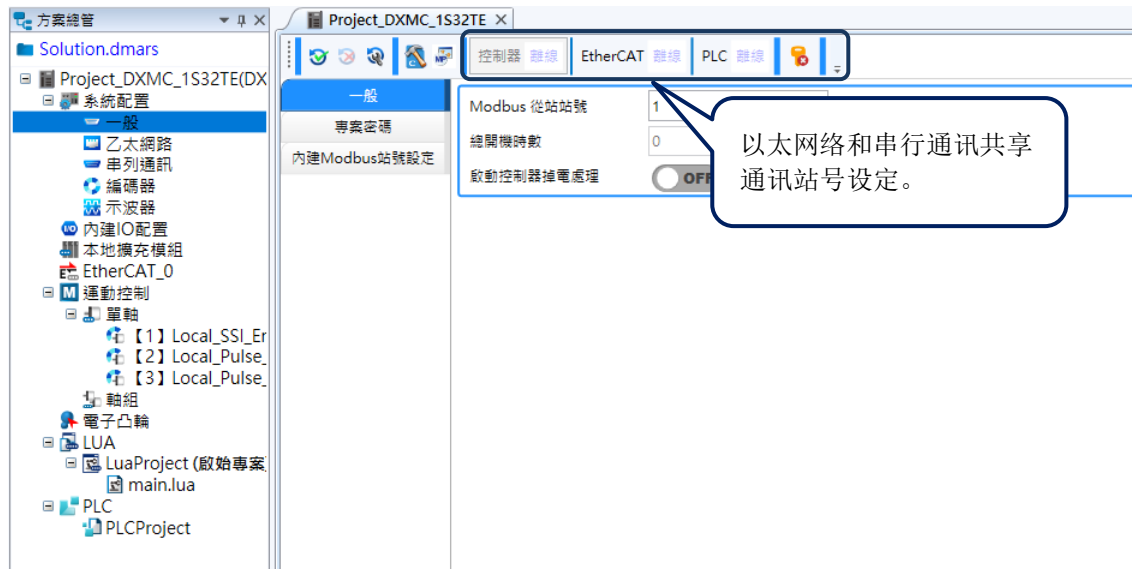 方案總管
Project_DXMC_1S32TE
Solution.dmars
控制器 離線 EtherCAT 離線 PLC 離線
Project_DXMC_1S32TE(DX
系統配置
一般
乙太網路
串列通訊
編碼器
示波器
內建IO配置
本地擴充模組
EtherCAT_0
運動控制
單軸
【1】Local_SSI_Er
【2】Local_Pulse_
【3】Local_Pulse_
軸組
電子凸輪
LUA
LuaProject (啟始專案
main.lua
PLC
PLCProject
一般
專案密碼
內建Modbus站號設定
Modbus 從站站號 1
總開機時數 0
啟動控制器掉電處理 OFF
以太网络和串行通讯共享
通讯站号设定。